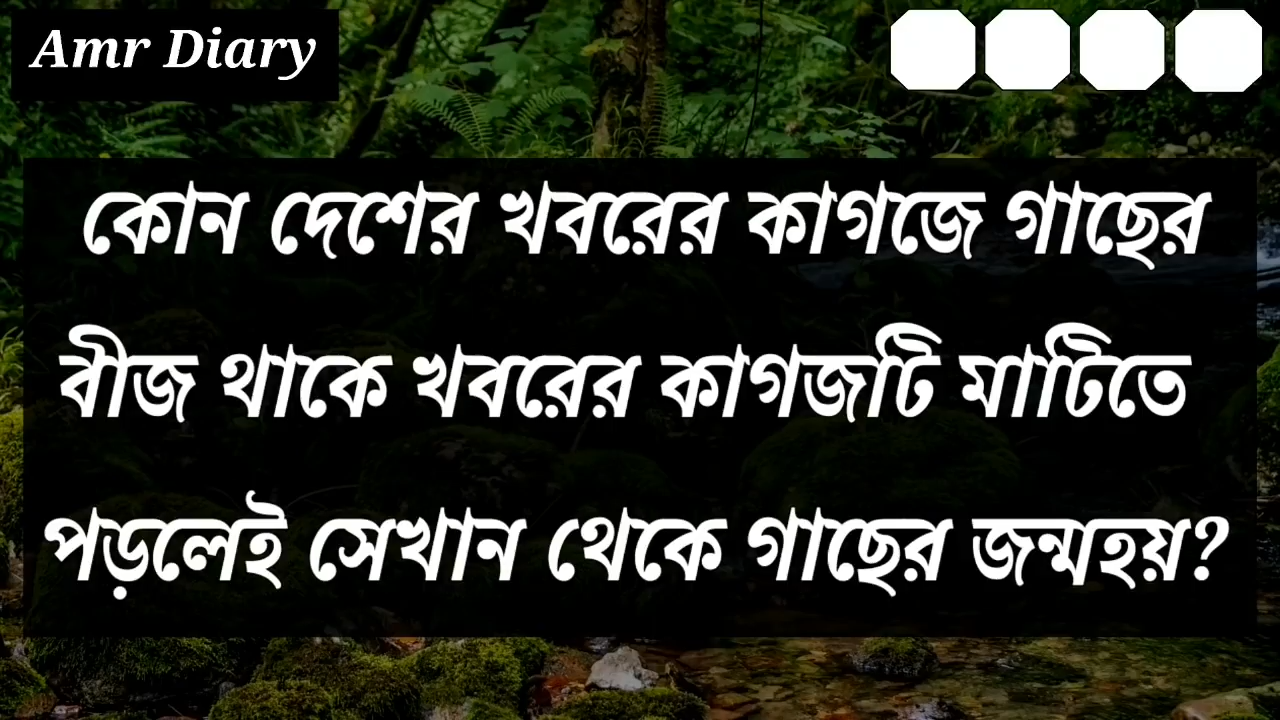 Amr Diary
কোন দেশের খবরের কাগজে গাছের
বীজ থাকে খবরের কাগজটি মাটিতে
পড়লেই সেখান থেকে গাছের জন্মহয়?